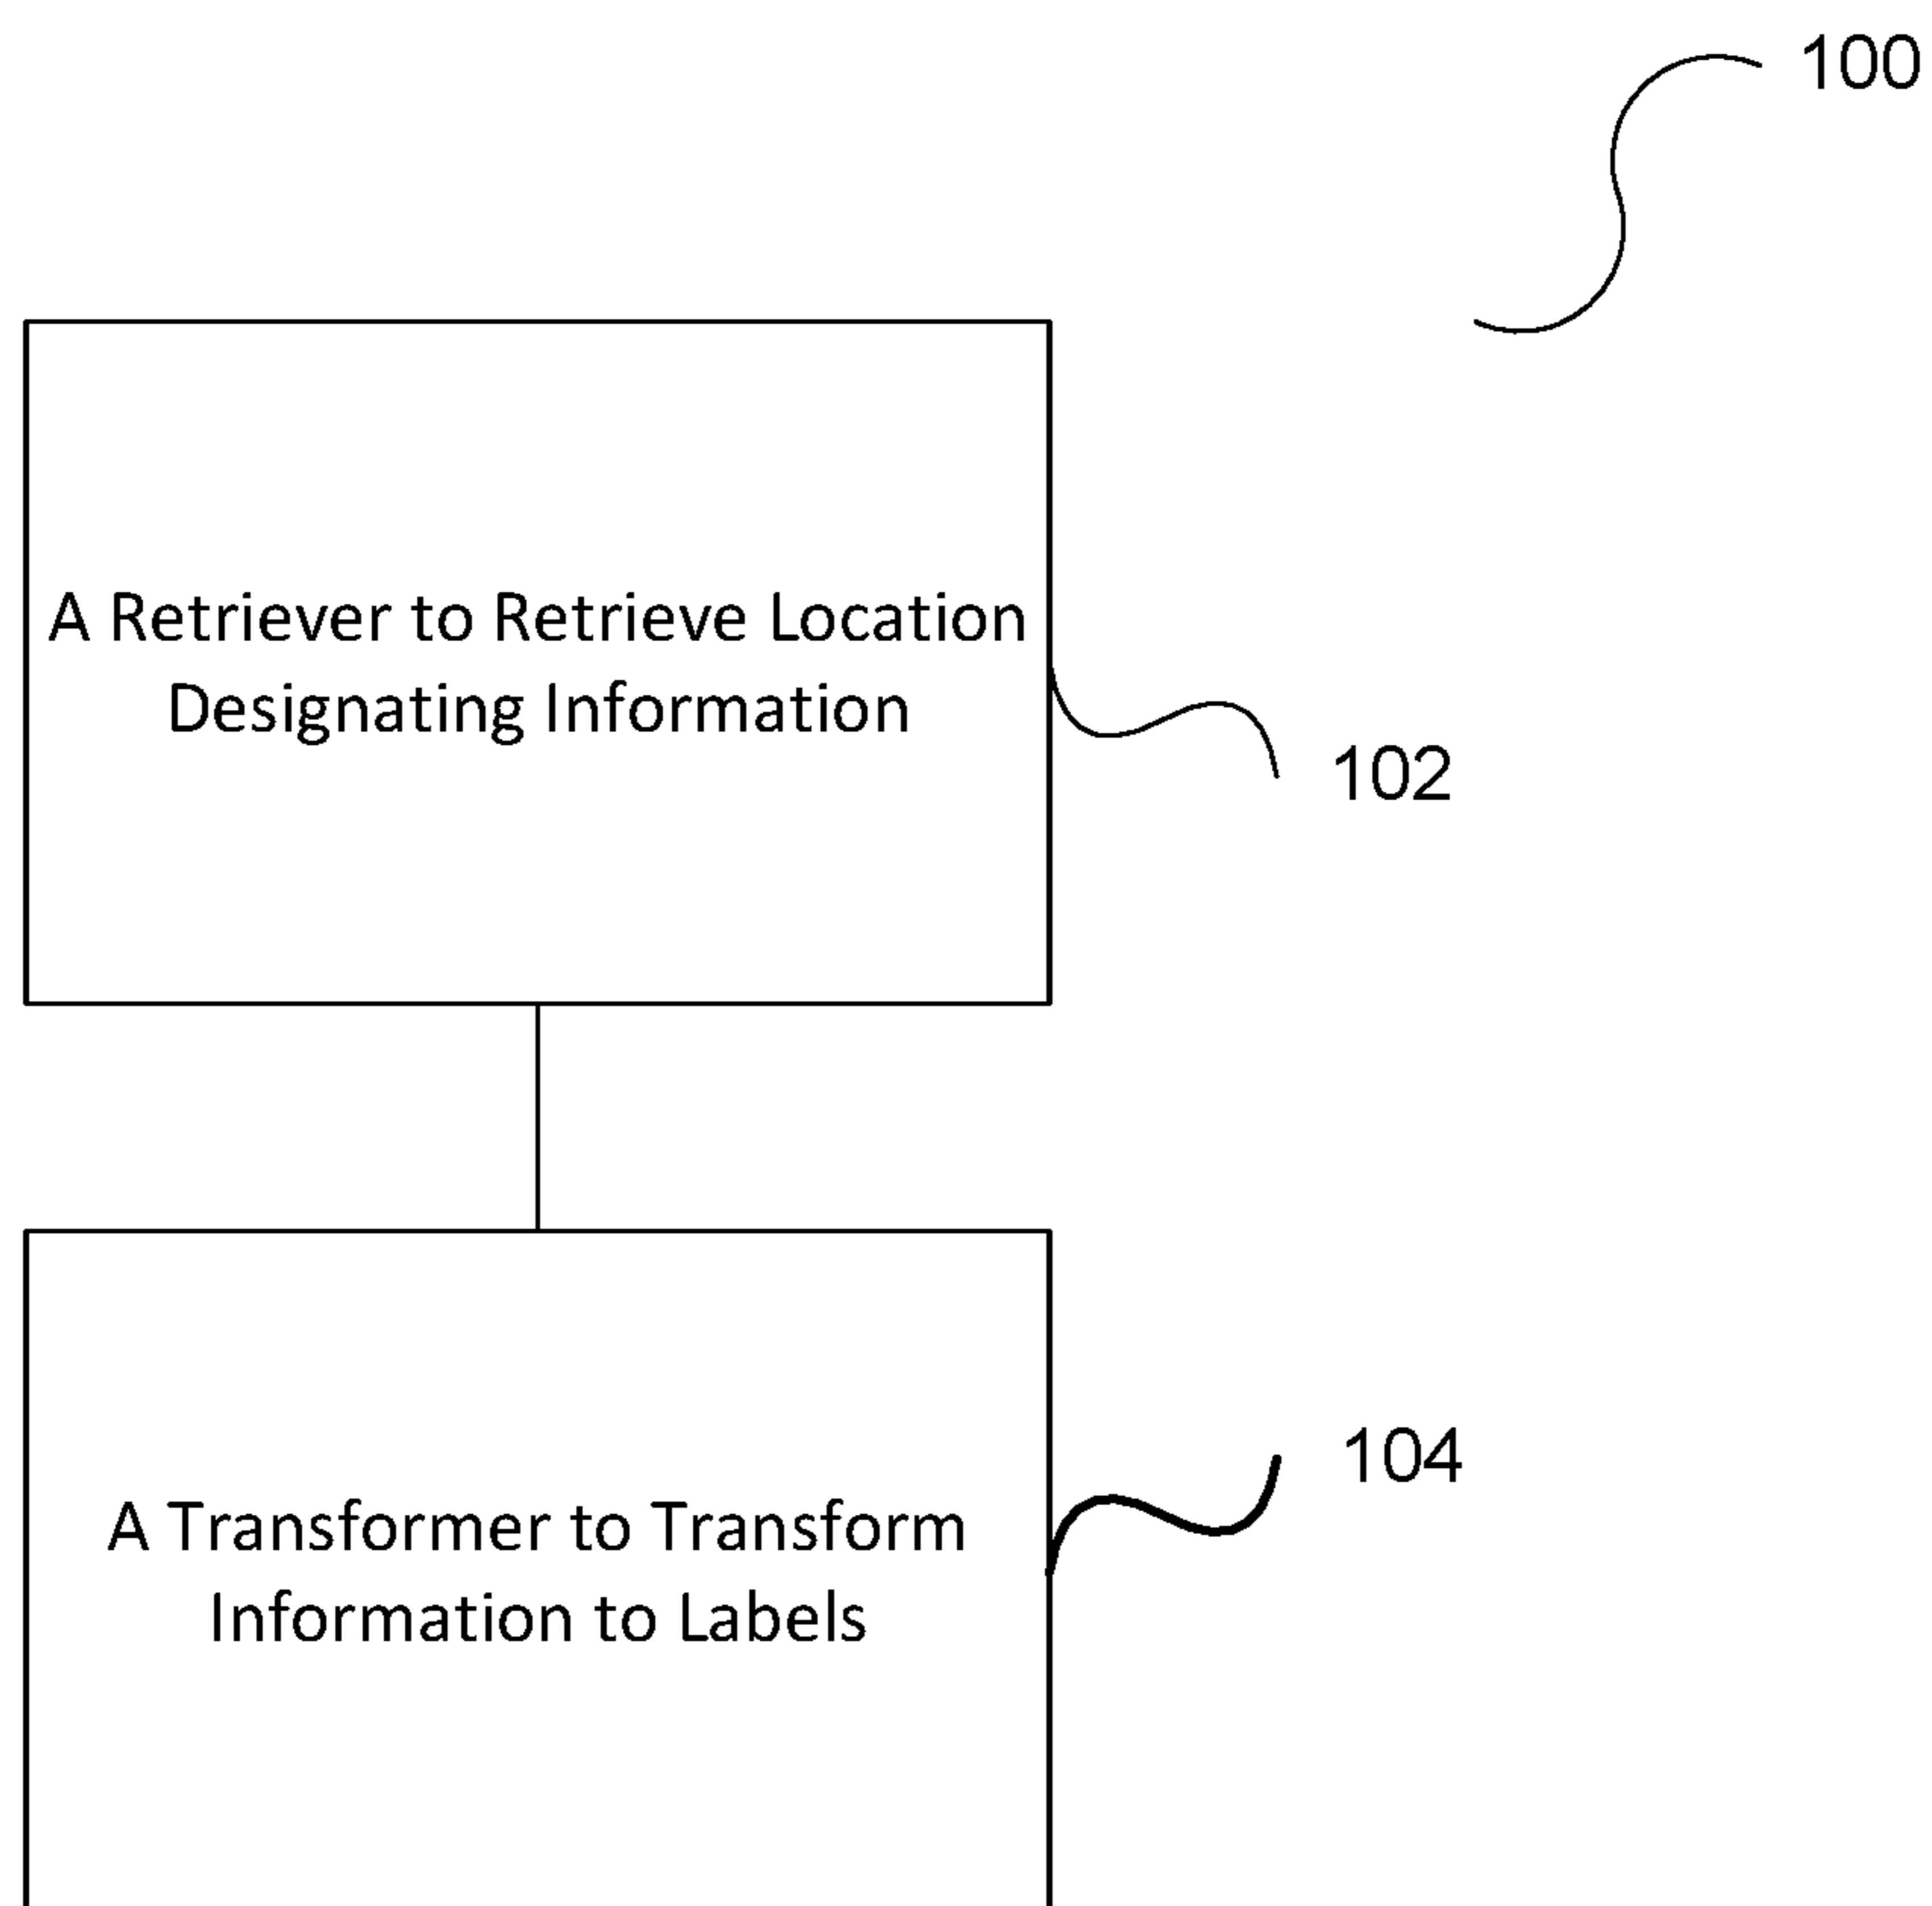 100
A Retriever to Retrieve Location
Designating Information
102
104
A Transformer to Transform
Information to Labels